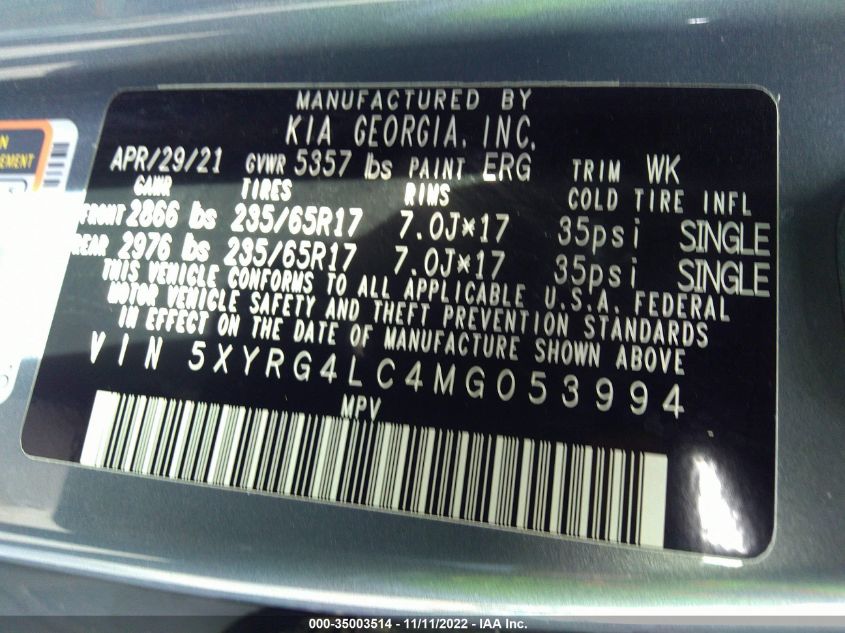 MANUFACTURED BY
KIA GEORGIA, INC.
APR/29/21 GVWR 5357 lbs PAINT ERG TRIM WK
GAWR TIRES RIMS COLD TIRE INFL
FRONT 2866 lbs 235/65R17 7.0J*17 35psi SINGLE
REAR 2976 lbs 235/65R17 7.0J*17 35psi SINGLE
THIS VEHICLE CONFORMS TO ALL APPLICABLE U.S.A. FEDERAL
MOTOR VEHICLE SAFETY AND THEFT PREVENTION STANDARDS
IN EFFECT ON THE DATE OF MANUFACTURE SHOWN ABOVE
VIN 5XYRG4LC4MG053994
MPV
000-35003514 - 11/11/2022 - IAA Inc.